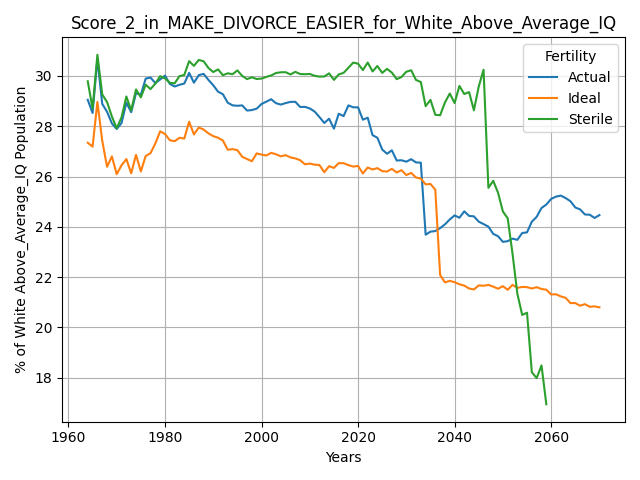 Score_2_in_MAKE_DIVORCE_EASIER_for_White_Above_Average_IQ
% of White Above_Average_IQ Population
30
28
26
24
22
20
18
Fertility
Actual
Ideal
Sterile
1960 1980 2000 2020 2040 2060
Years